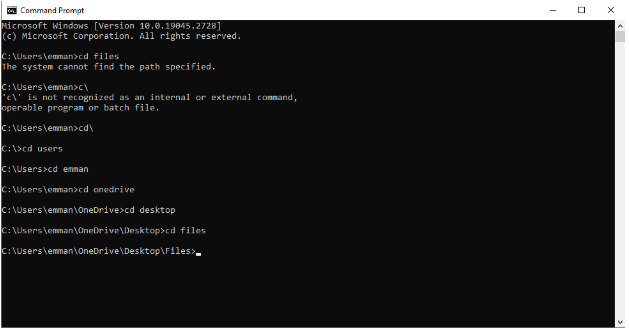 Command Prompt
Microsoft Windows [Version 10.0.19045.2728]
(c) Microsoft Corporation. All rights reserved.
C:\Users\emman>cd files
The system cannot find the path specified.
C:\Users\emman>c\
'c\' is not recognized as an internal or external command,
operable program or batch file.
C:\Users\emman>cd\
C:\>cd users
C:\Users>cd emman
C:\Users\emman>cd onedrive
C:\Users\emman\OneDrive>cd desktop
C:\Users\emman\OneDrive\Desktop>cd files
C:\Users\emman\OneDrive\Desktop\Files>